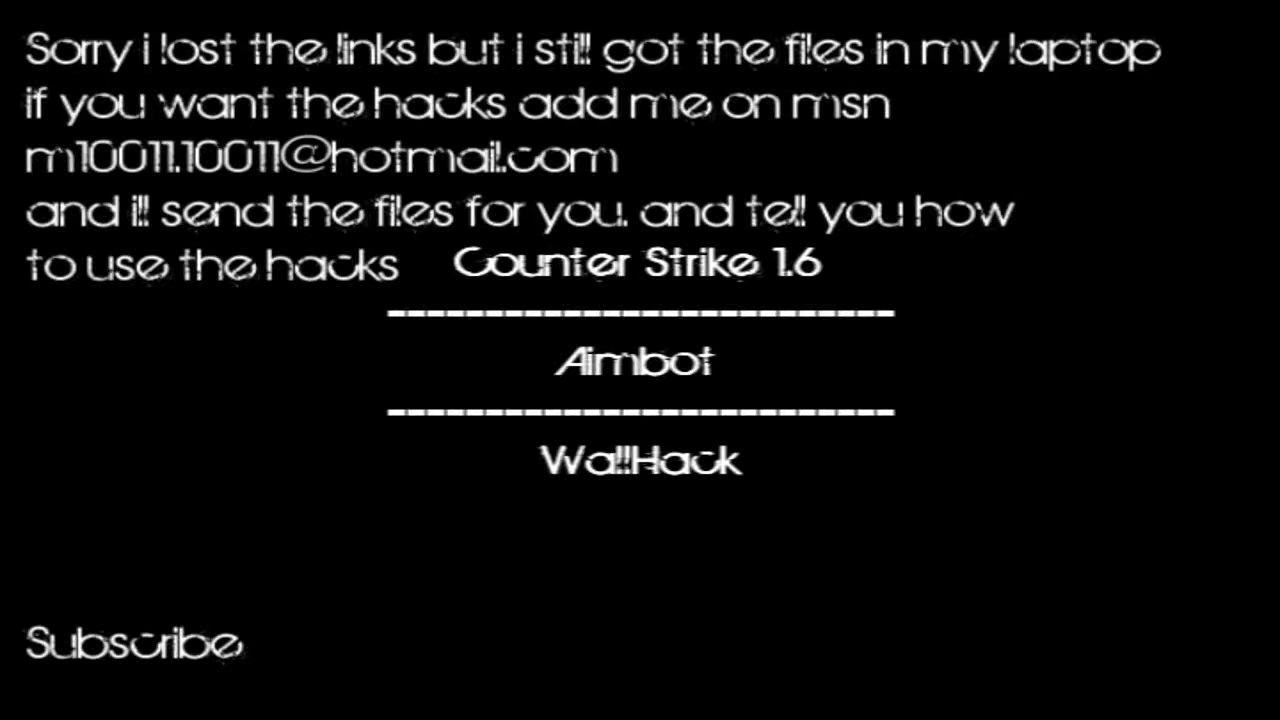 Sorry i lost the links but i still got the files in my laptop
if you want the hacks add me on msn
m10011.10011@hotmail.com
and ill send the files for you. and tell you how
to use the hacks
Counter Strike 1.6
--------------------------
Aimbot
--------------------------
WallHack
Subscribe